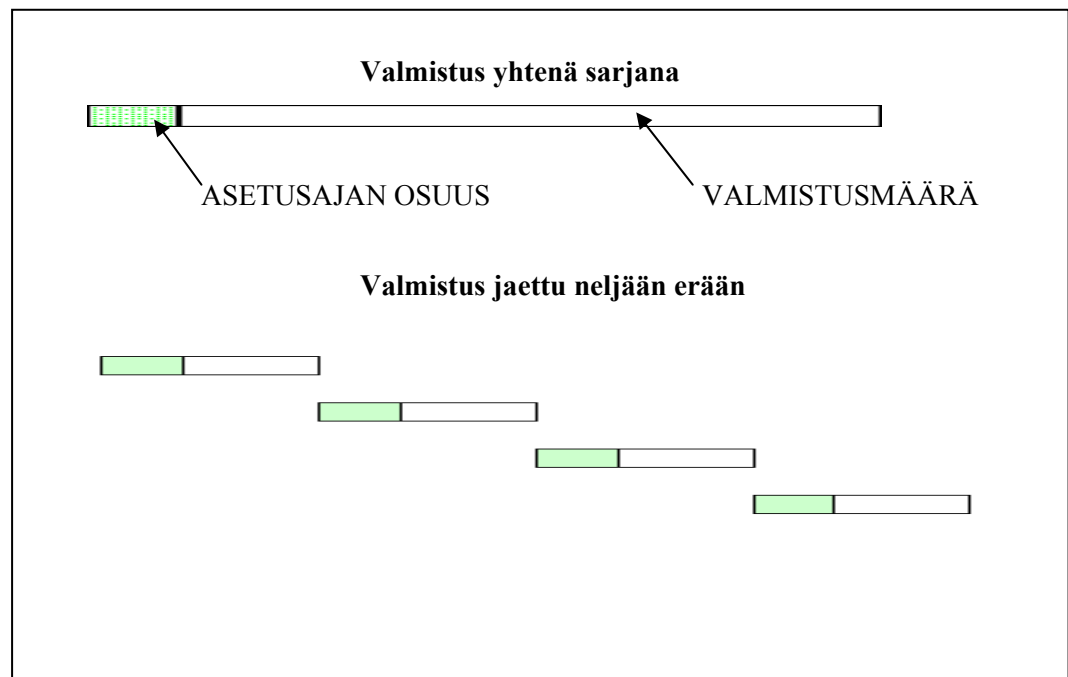 Valmistus yhtenä sarjana
ASETUSAJAN OSUUS
VALMISTUSMÄÄRÄ
Valmistus jaettu neljään erään